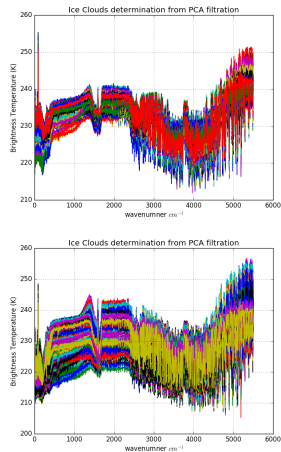 Ice Clouds determination from PCA filtration
260
250
240
230
220
210
Brightness Temperature (K)
0 1000 2000 3000 4000 5000 6000
wavenumner cm⁻¹
Ice Clouds determination from PCA filtration
260
250
240
230
220
210
200
Brightness Temperature (K)
0 1000 2000 3000 4000 5000 6000
wavenumner cm⁻¹